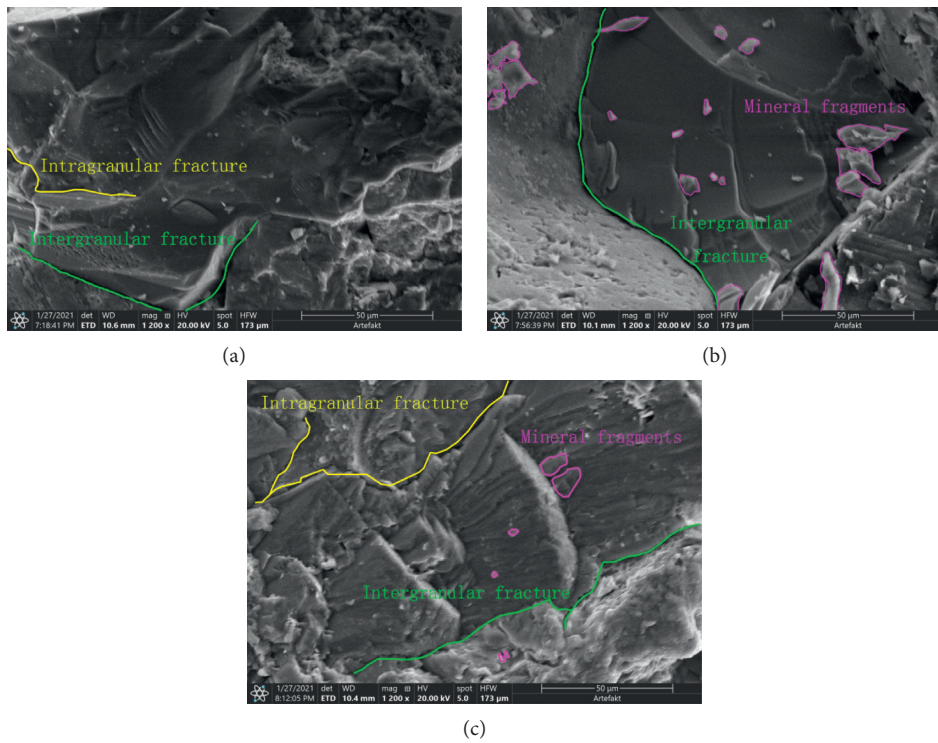 Intragranular fracture
Intergranular fracture
1/27/2021 det WD mag HV spot HFW 50 μm
7:18:41 PM ETD 10.6 mm 1 200 x 20.00 kV 5.0 173 μm Artefakt
(a)
Mineral fragments
Intergranular
fracture
1/27/2021 det WD mag HV spot HFW 50 μm
7:56:39 PM ETD 10.1 mm 1 200 x 20.00 kV 5.0 173 μm Artefakt
(b)
Intragranular fracture
Mineral fragments
Intergranular fracture
1/27/2021 det WD mag HV spot HFW 50 μm
8:12:05 PM ETD 10.4 mm 1 200 x 20.00 kV 5.0 173 μm Artefakt
(c)